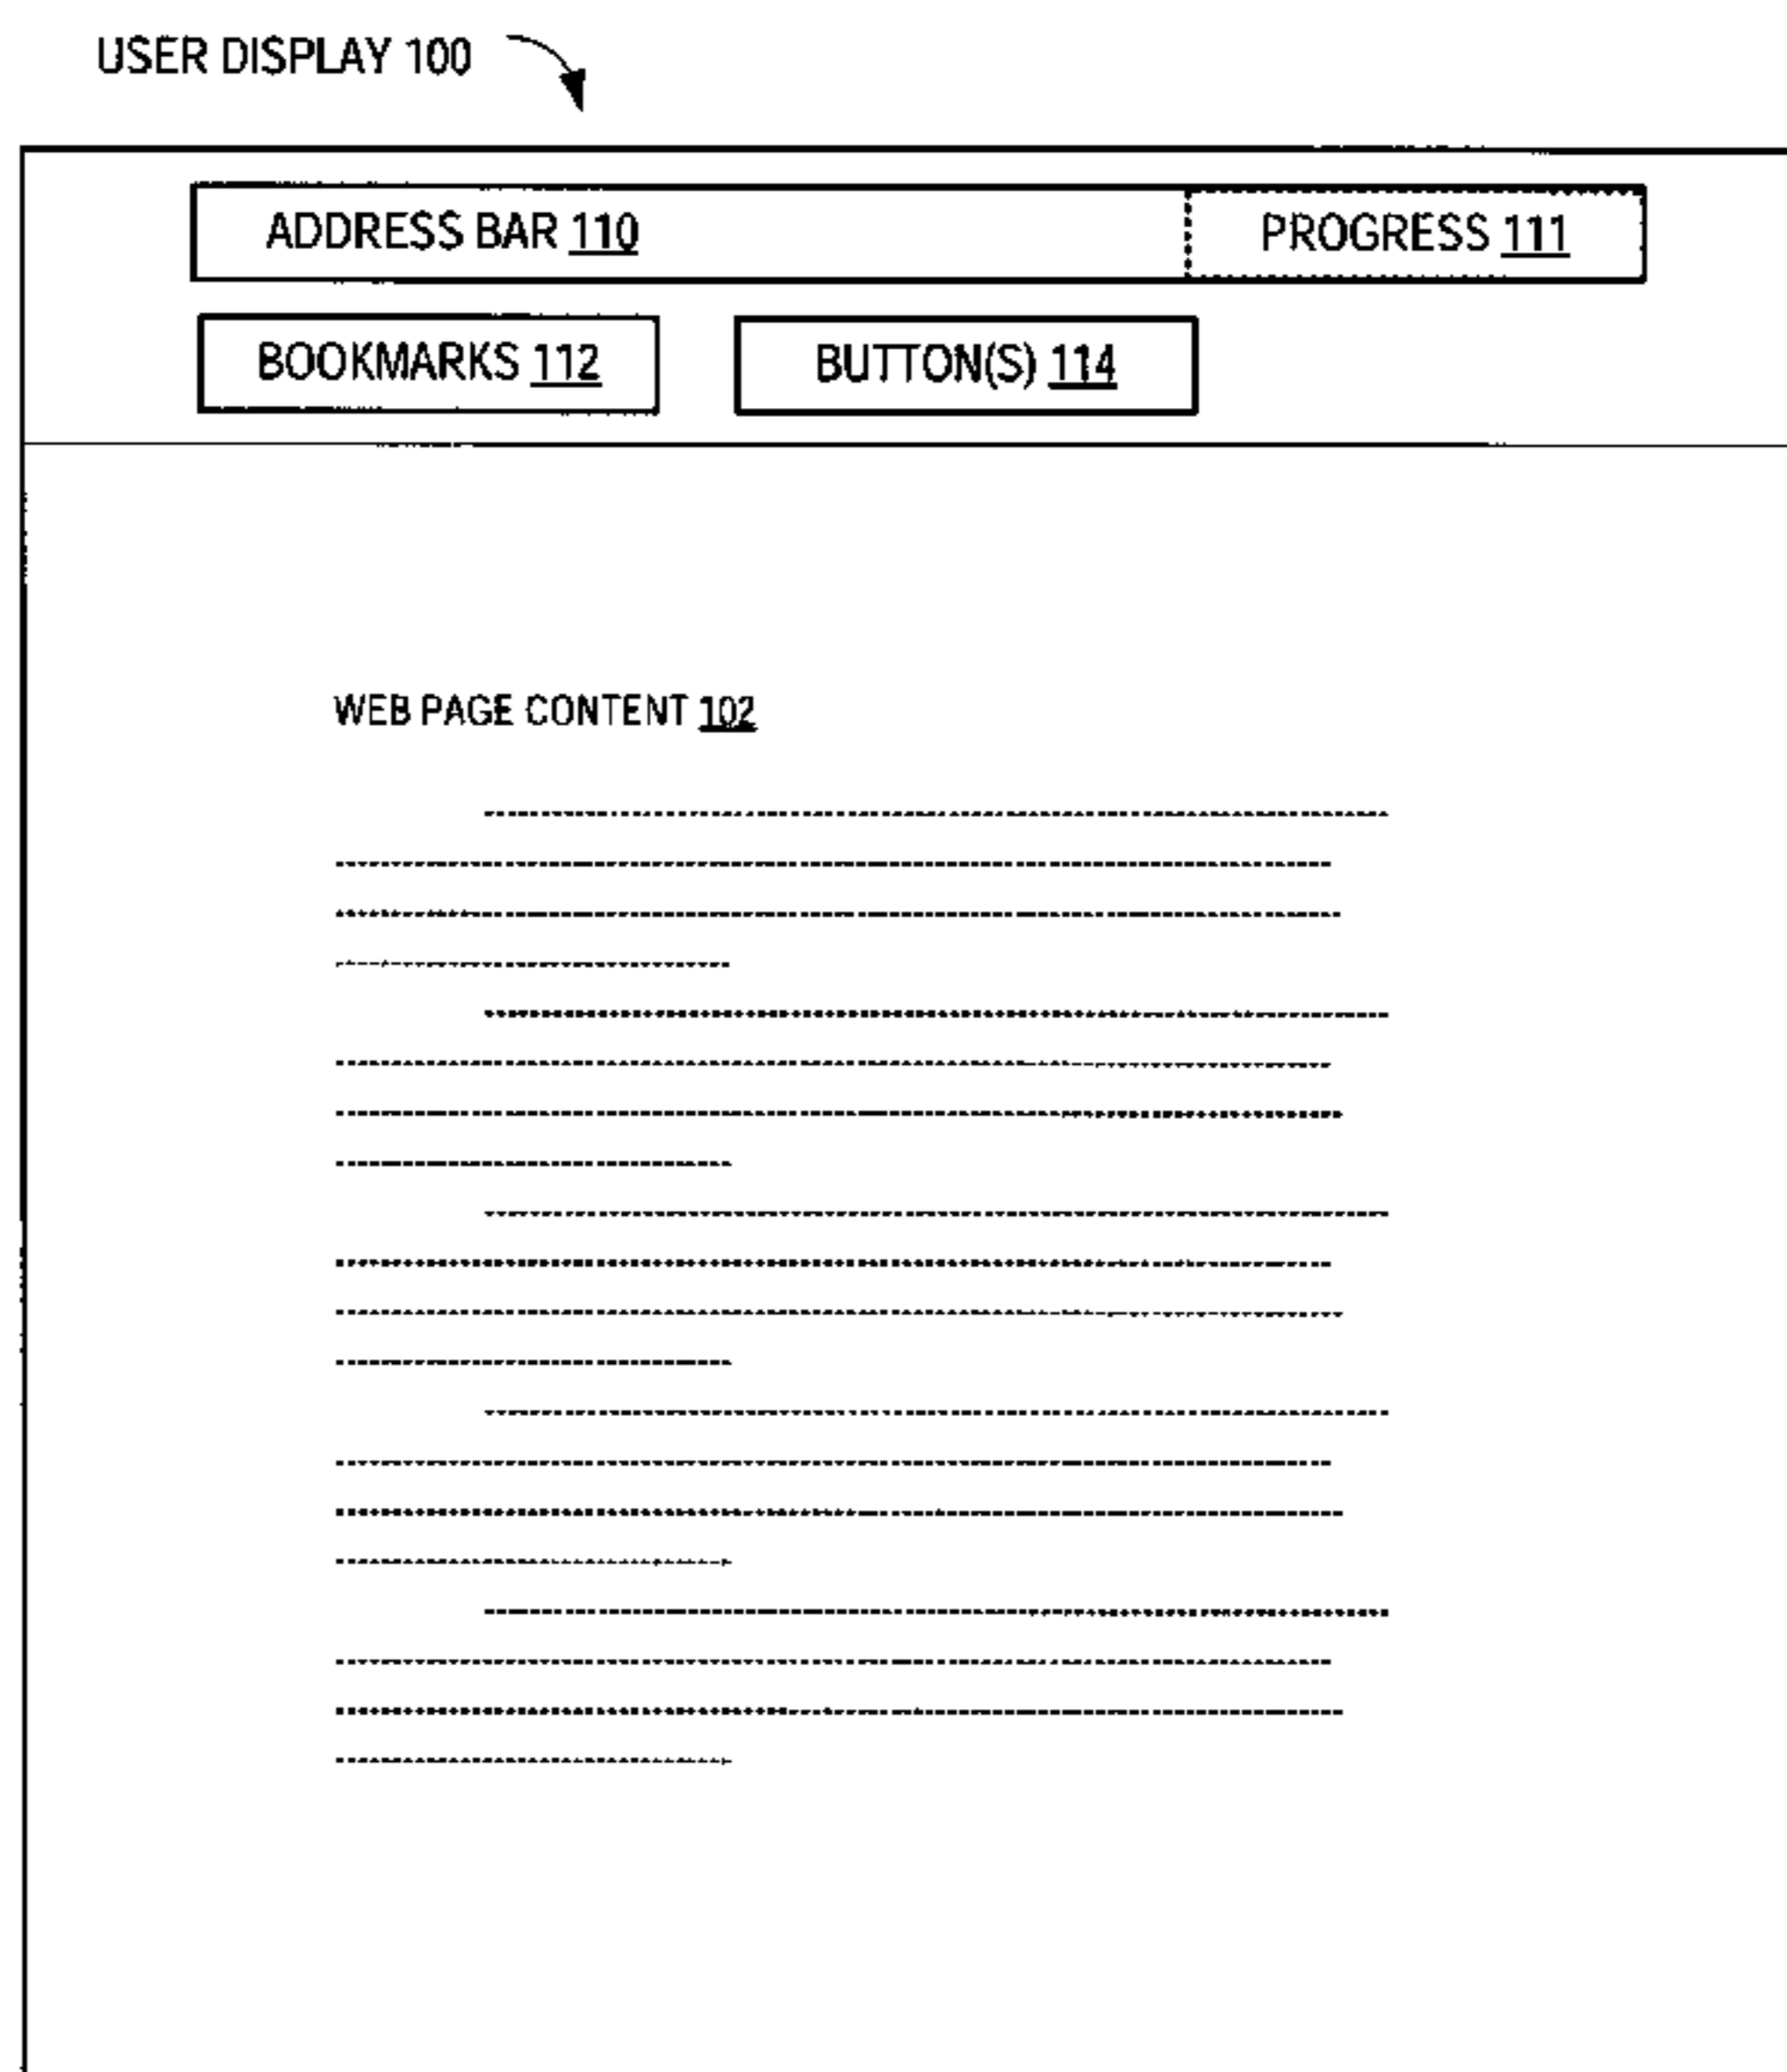 USER DISPLAY 100
ADDRESS BAR 110 PROGRESS 111
BOOKMARKS 112 BUTTON(S) 114
WEB PAGE CONTENT 102